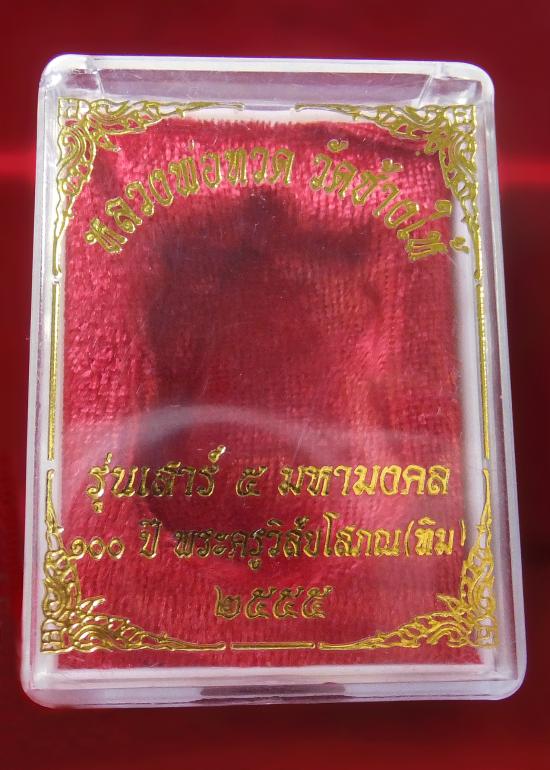 หลวงพ่อทวด วัดช้างให้
รุ่นเสาร์ ๕ มหามงคล
๑๐๐ ปี พระครูวิสัยโสภณ(ทิม)
๒๕๕๕